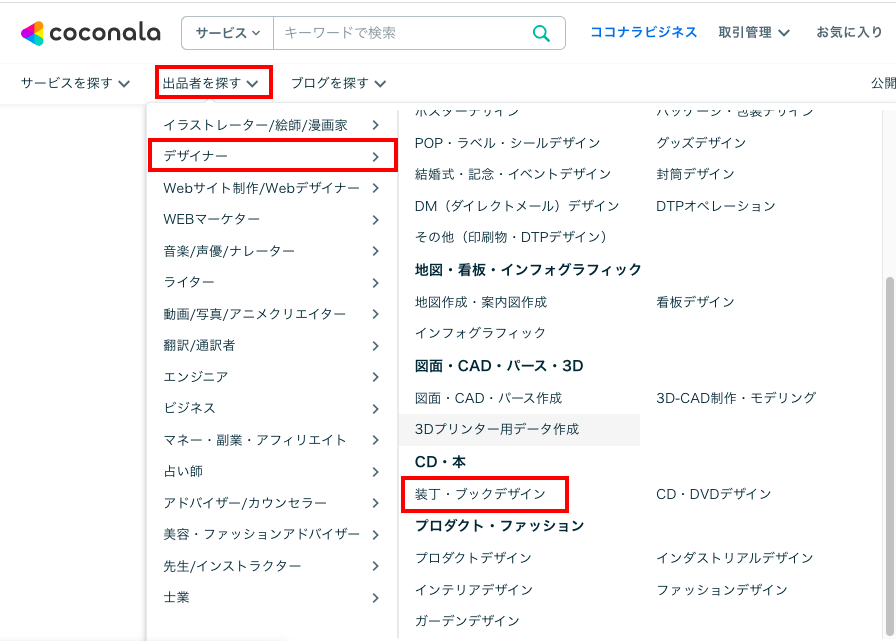 coconala サービス キーワードで検索 ココナラビジネス 取引管理 お気に入り
サービスを探す 出品者を探す ブログを探す 公開
イラストレーター/絵師/漫画家
デザイナー
Webサイト制作/Webデザイナー
WEBマーケター
音楽/声優/ナレーター
ライター
動画/写真/アニメクリエイター
翻訳/通訳者
エンジニア
ビジネス
マネー・副業・アフィリエイト
占い師
アドバイザー/カウンセラー
美容・ファッションアドバイザー
先生/インストラクター
士業
ポスターデザイン パッケージ・包装デザイン
POP・ラベル・シールデザイン グッズデザイン
結婚式・記念・イベントデザイン 封筒デザイン
DM（ダイレクトメール）デザイン DTPオペレーション
その他（印刷物・DTPデザイン）
地図・看板・インフォグラフィック
地図作成・案内図作成 看板デザイン
インフォグラフィック
図面・CAD・パース・3D
図面・CAD・パース作成 3D-CAD制作・モデリング
3Dプリンター用データ作成
CD・本
装丁・ブックデザイン CD・DVDデザイン
プロダクト・ファッション
プロダクトデザイン インダストリアルデザイン
インテリアデザイン ファッションデザイン
ガーデンデザイン